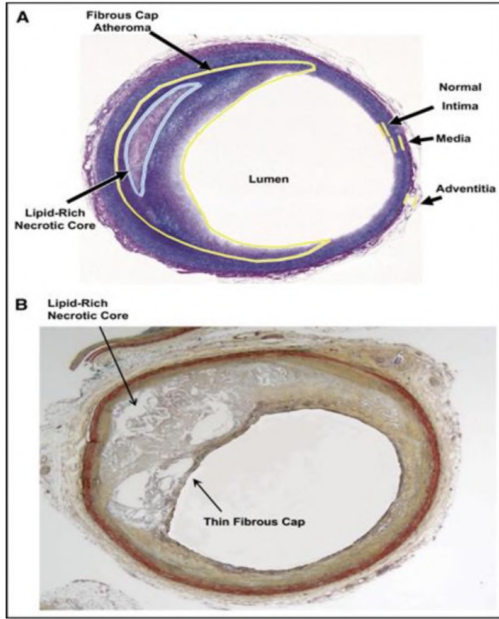 A
Fibrous Cap
Atheroma
Normal
Intima
Media
Lumen
Adventitia
Lipid-Rich
Necrotic Core
B
Lipid-Rich
Necrotic Core
Thin Fibrous Cap